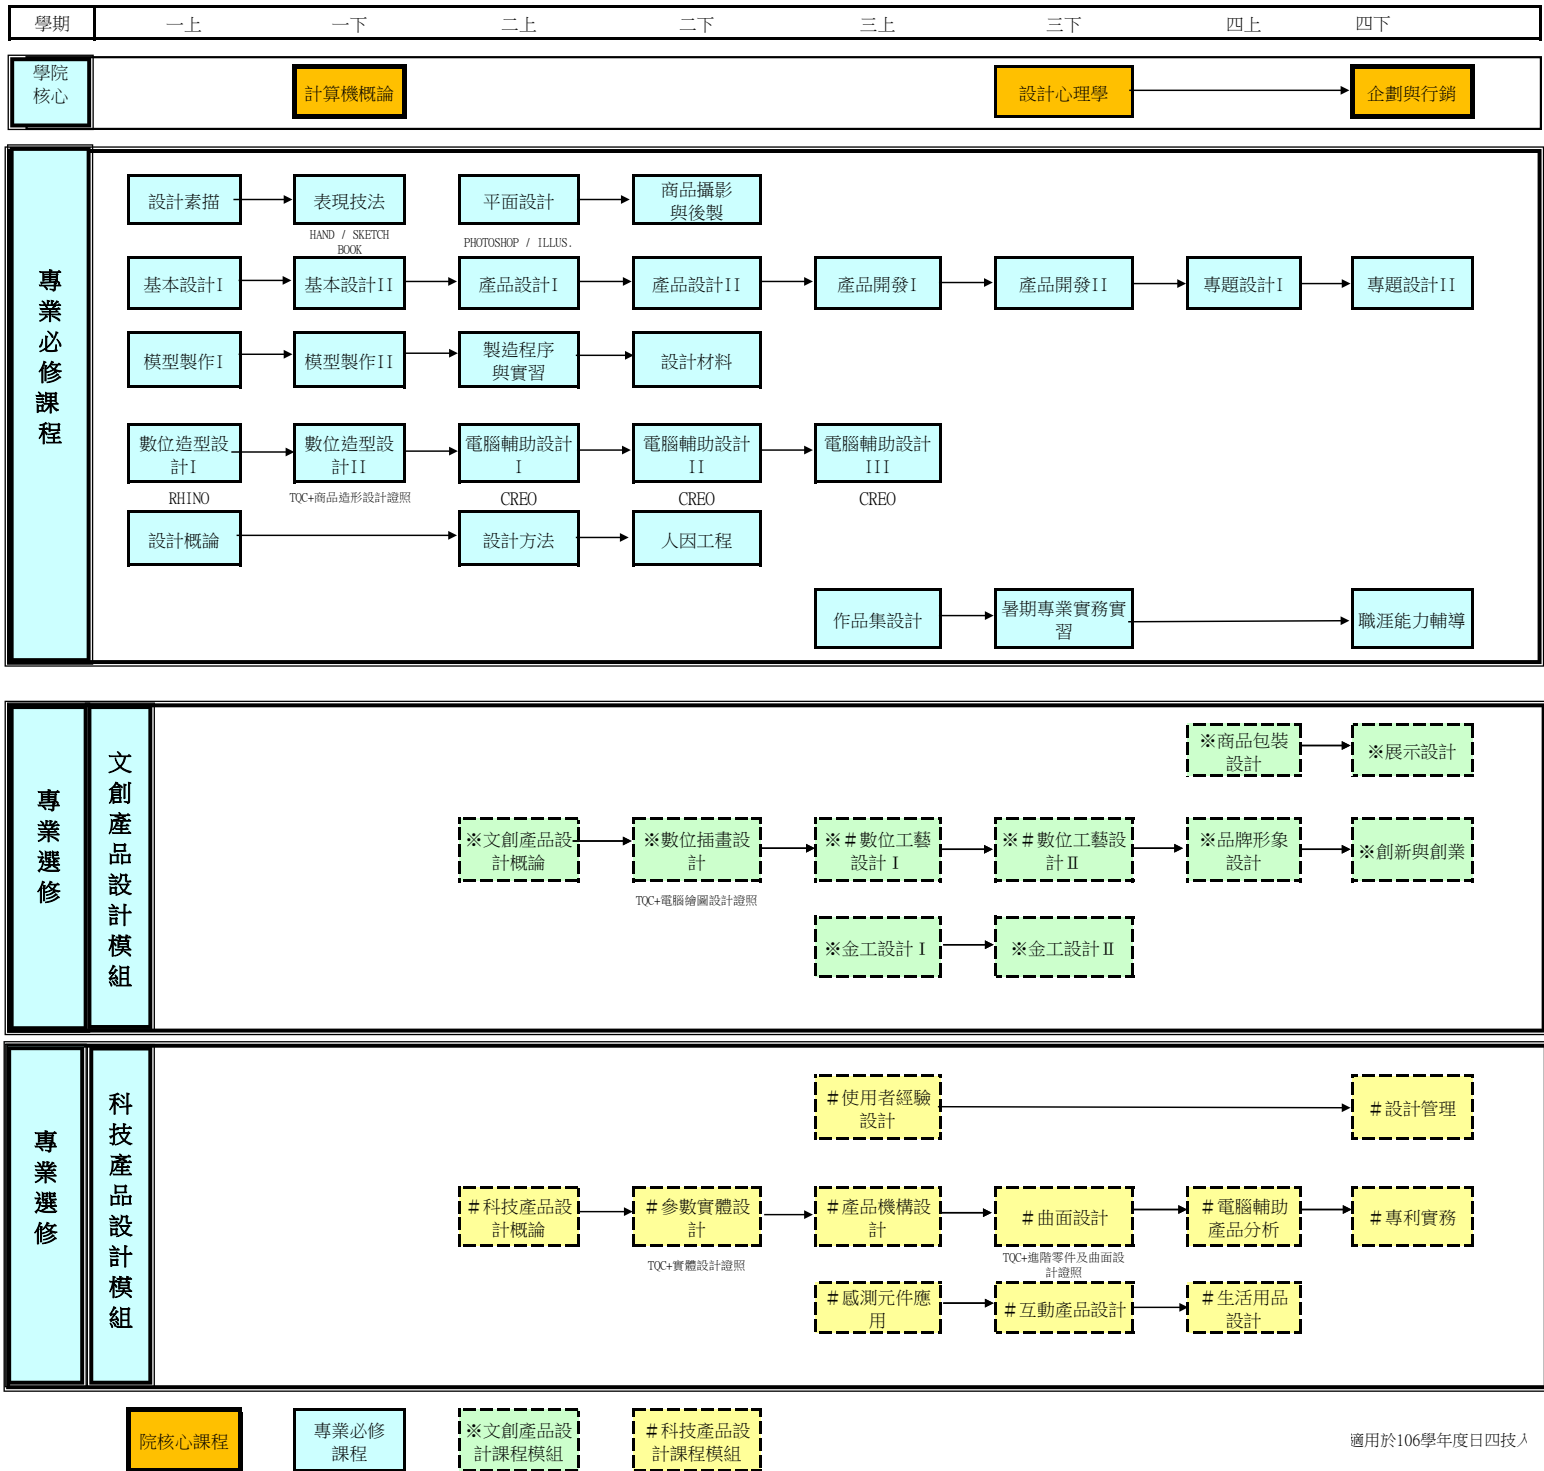 學期 一上 一下 二上 二下 三上 三下 四上 四下
學院
核心
計算機概論 設計心理學 企劃與行銷
專業必修課程
設計素描 表現技法 平面設計 商品攝影
與後製
HAND / SKETCH
BOOK
PHOTOSHOP / ILLUS.
基本設計I 基本設計II 產品設計I 產品設計II 產品開發I 產品開發II 專題設計I 專題設計II
模型製作I 模型製作II 製造程序
與實習
設計材料
數位造型設
計I
數位造型設
計II
電腦輔助設計
I
電腦輔助設計
II
電腦輔助設計
III
RHINO TQC+商品造形設計證照 CREO CREO CREO
設計概論 設計方法 人因工程
作品集設計 暑期專業實務實
習
職涯能力輔導
專業選修
文創產品設計模組
※商品包裝
設計
※展示設計
※文創產品設
計概論
※數位插畫設
計
※＃數位工藝
設計Ⅰ
※＃數位工藝設
計Ⅱ
※品牌形象
設計
※創新與創業
TQC+電腦繪圖設計證照
※金工設計Ⅰ ※金工設計Ⅱ
專業選修
科技產品設計模組
＃使用者經驗
設計
＃設計管理
＃科技產品設
計概論
＃參數實體設
計
＃產品機構設
計
＃曲面設計
＃電腦輔助
產品分析
＃專利實務
TQC+實體設計證照
TQC+進階零件及曲面設
計證照
＃感測元件應
用
＃互動產品設計
＃生活用品
設計
院核心課程
專業必修
課程
※文創產品設
計課程模組
＃科技產品設
計課程模組
適用於106學年度日四技入